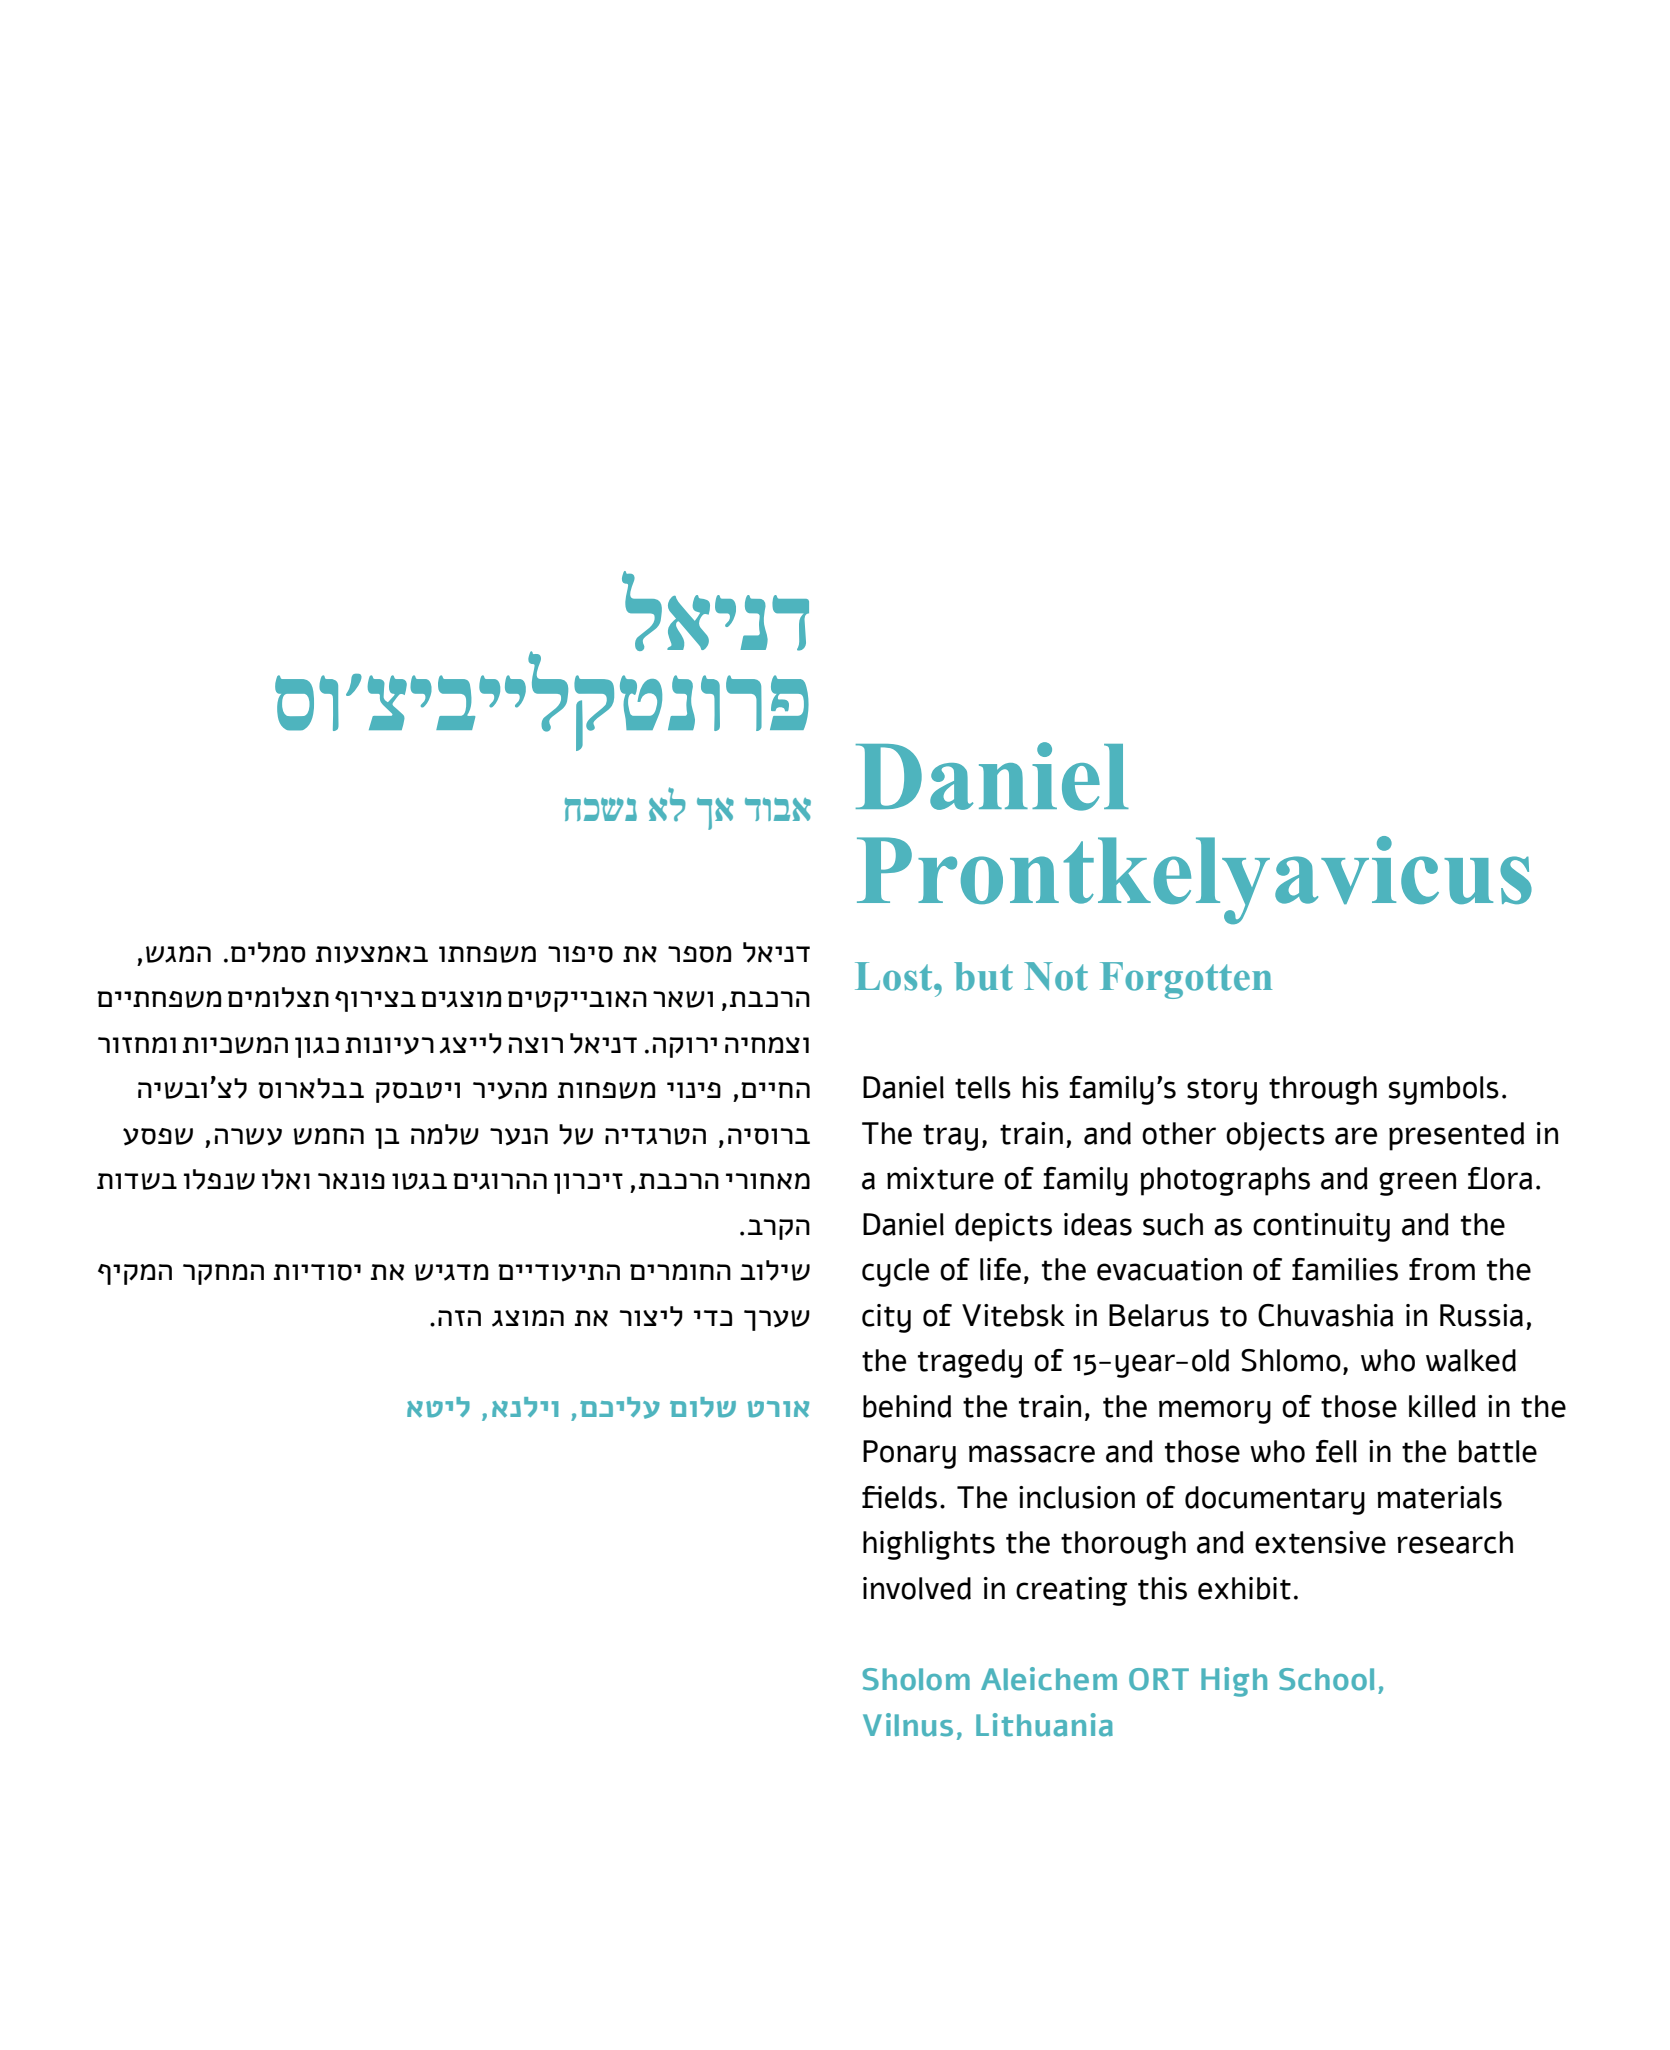 דניאל
פרונטקלייביצ'וס
אבוד אך לא נשכח
דניאל מספר את סיפור משפחתו באמצעות סמלים. המגש,
הרכבת, ושאר האובייקטים מוצגים בצירוף תצלומים משפחתיים
וצמחיה ירוקה. דניאל רוצה לייצג רעיונות כגון המשכיות ומחזור
החיים, פינוי משפחות מהעיר ויטבסק בבלארוס לצ'ובשיה
ברוסיה, הטרגדיה של הנער שלמה בן החמש עשרה, שפסע
מאחורי הרכבת, זיכרון ההרוגים בגטו פונאר ואלו שנפלו בשדות
הקרב.
שילוב החומרים התיעודיים מדגיש את יסודיות המחקר המקיף
שערך כדי ליצור את המוצג הזה.
אורט שלום עליכם, וילנא, ליטא
Daniel
Prontkelyavicus
Lost, but Not Forgotten
Daniel tells his family's story through symbols.
The tray, train, and other objects are presented in
a mixture of family photographs and green flora.
Daniel depicts ideas such as continuity and the
cycle of life, the evacuation of families from the
city of Vitebsk in Belarus to Chuvashia in Russia,
the tragedy of 15-year-old Shlomo, who walked
behind the train, the memory of those killed in the
Ponary massacre and those who fell in the battle
fields. The inclusion of documentary materials
highlights the thorough and extensive research
involved in creating this exhibit.
Sholom Aleichem ORT High School,
Vilnus, Lithuania